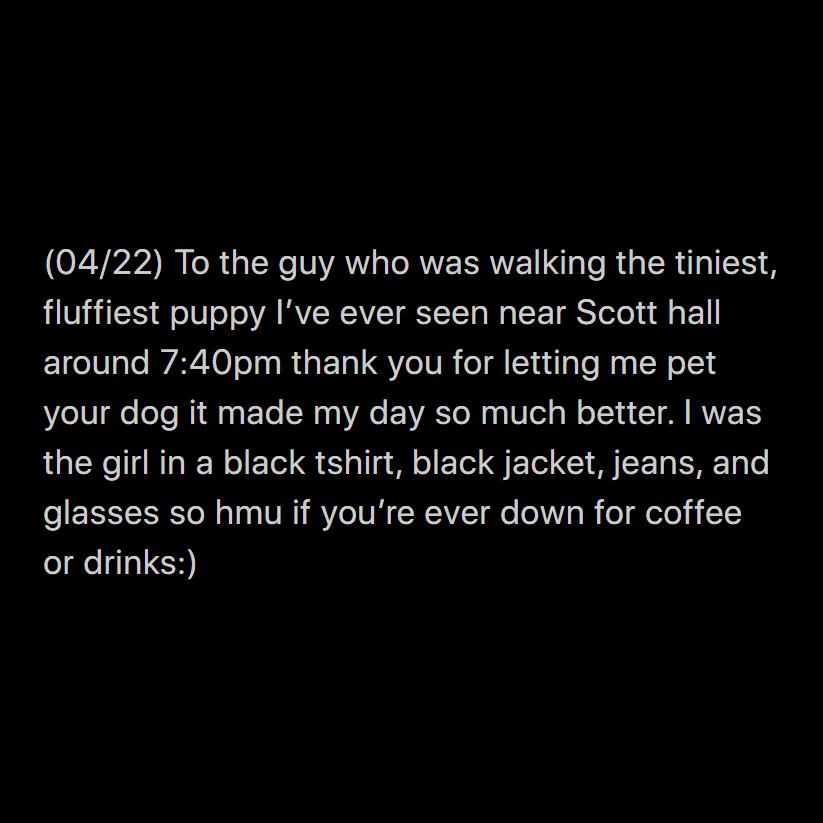 (04/22) To the guy who was walking the tiniest,
fluffiest puppy I’ve ever seen near Scott hall
around 7:40pm thank you for letting me pet
your dog it made my day so much better. I was
the girl in a black tshirt, black jacket, jeans, and
glasses so hmu if you’re ever down for coffee
or drinks:)